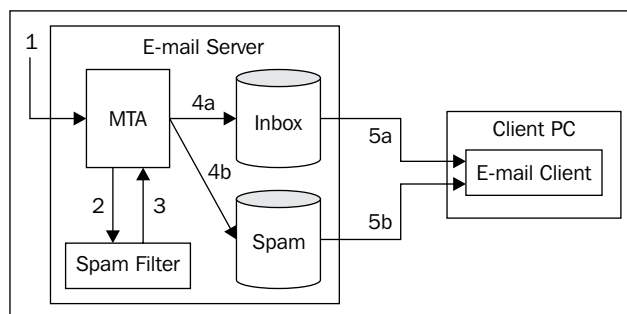 1
E-mail Server
MTA
4a
Inbox
5a
Client PC
E-mail Client
4b
2
3
Spam
5b
Spam Filter